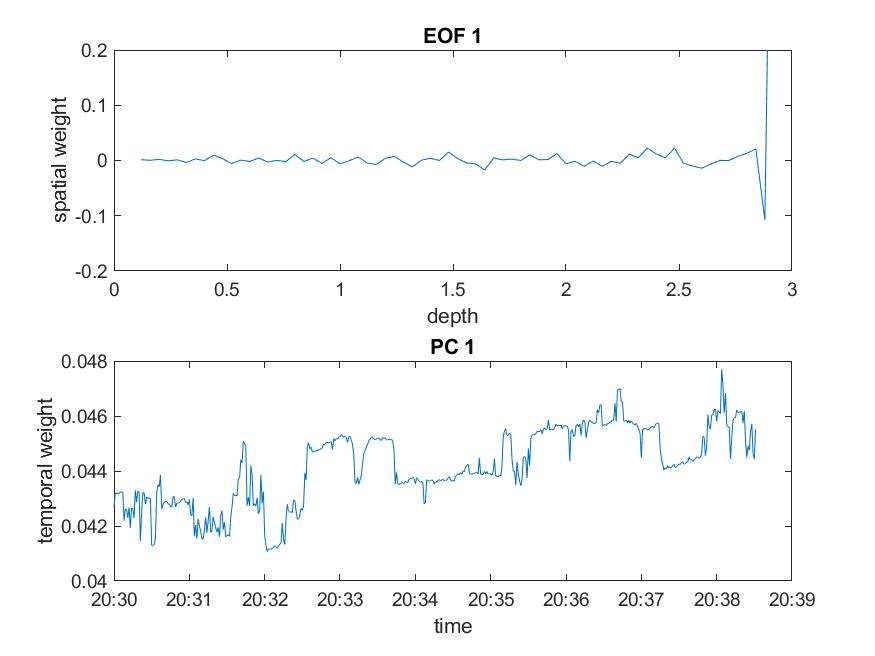 EOF 1
0.2
0.1
0
-0.1
-0.2
spatial weight
0 0.5 1 1.5 2 2.5 3
depth
PC 1
0.048
0.046
0.044
0.042
0.04
temporal weight
20:30 20:31 20:32 20:33 20:34 20:35 20:36 20:37 20:38 20:39
time